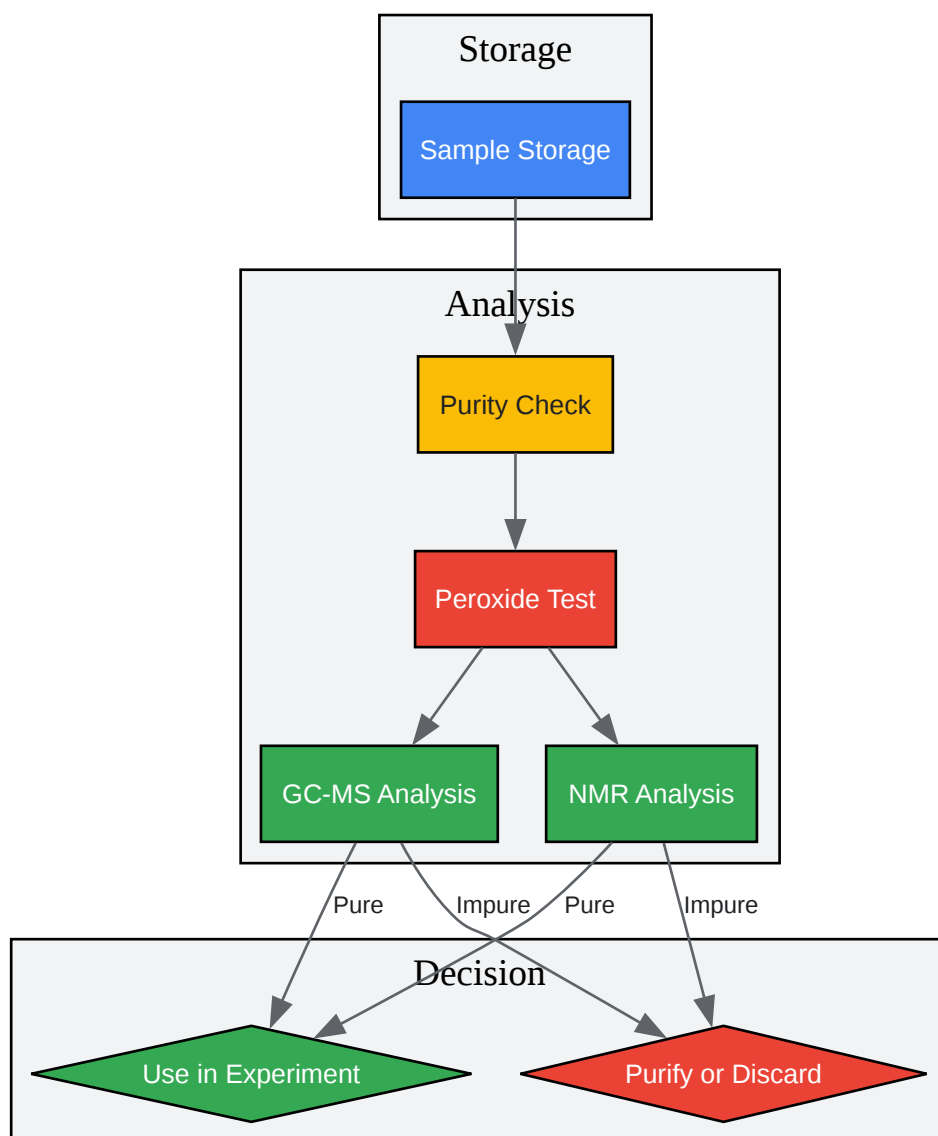 Storage
Sample Storage
Analysis
Purity Check
Peroxide Test
GC-MS Analysis
NMR Analysis
Pure
Impure
Pure
Impure
Decision
Use in Experiment
Purify or Discard